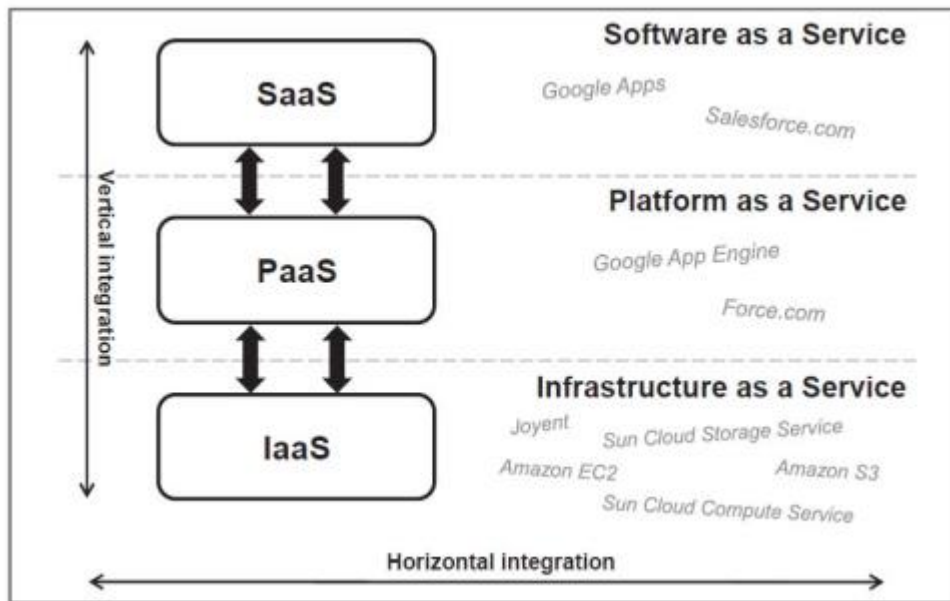 Software as a Service
SaaS
Google Apps
Salesforce.com
Vertical integration
Platform as a Service
PaaS
Google App Engine
Force.com
Infrastructure as a Service
IaaS
Joyent
Sun Cloud Storage Service
Amazon EC2
Amazon S3
Sun Cloud Compute Service
Horizontal integration